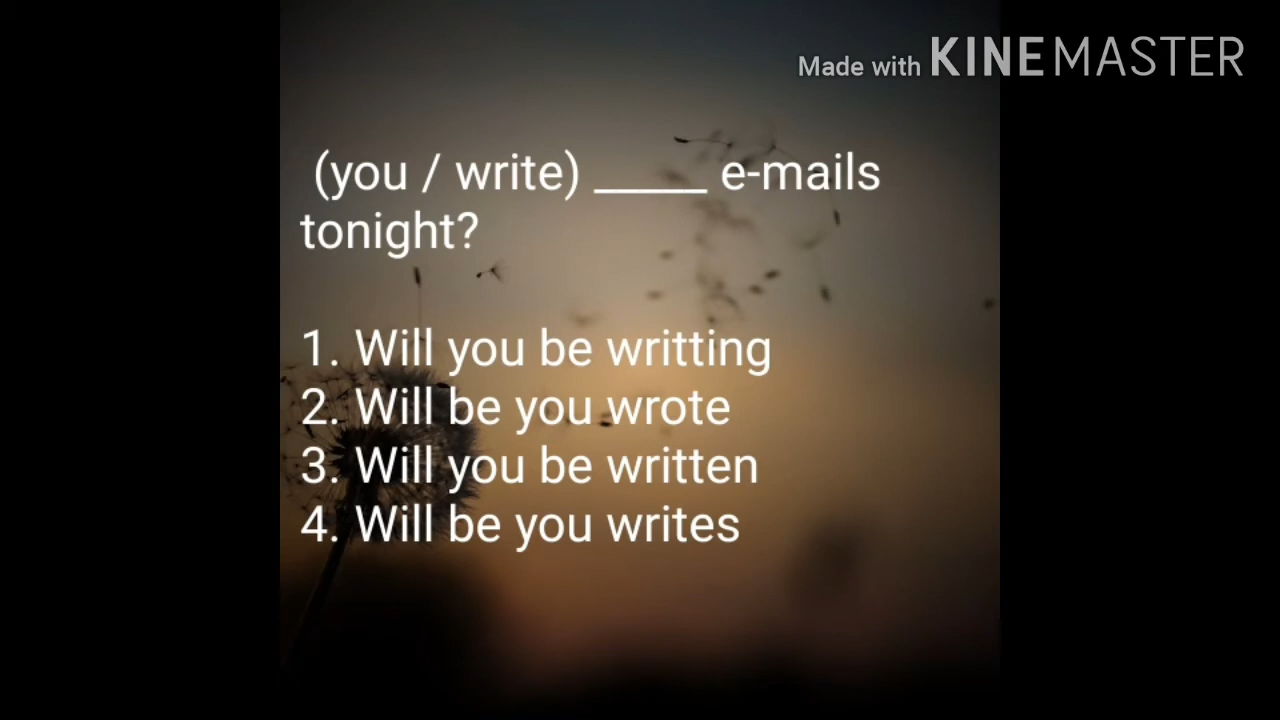 Made with KINEMASTER
(you / write) _____ e-mails
tonight?
1. Will you be writting
2. Will be you wrote
3. Will you be written
4. Will be you writes